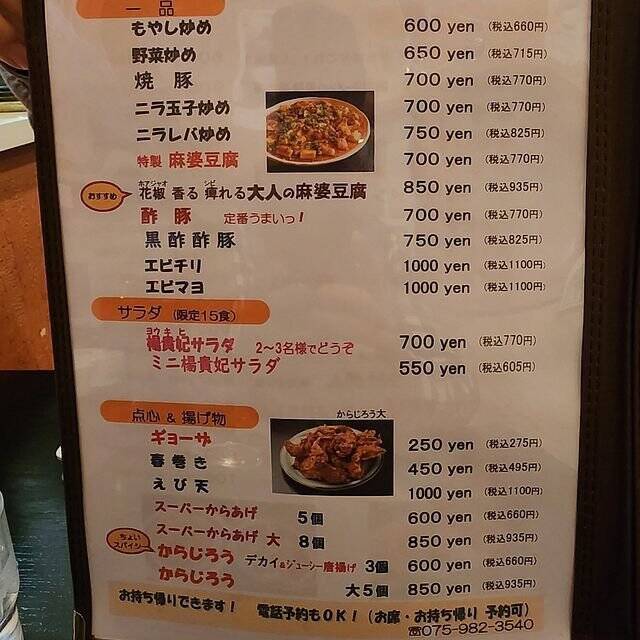 一品
もやし炒め 600 yen (税込660円)
野菜炒め 650 yen (税込715円)
焼豚 700 yen (税込770円)
ニラ玉子炒め 700 yen (税込770円)
ニラレバ炒め 750 yen (税込825円)
特製 麻婆豆腐 700 yen (税込770円)
ホアジャオ シビ
おすすめ 花椒 香る 痺れる大人の麻婆豆腐 850 yen (税込935円)
酢豚 定番うまいっ! 700 yen (税込770円)
黒酢酢豚 750 yen (税込825円)
エビチリ 1000 yen (税込1100円)
エビマヨ 1000 yen (税込1100円)
サラダ (限定15食)
ヨウキヒ
楊貴妃サラダ 2~3名様でどうぞ 700 yen (税込770円)
ミニ楊貴妃サラダ 550 yen (税込605円)
点心 & 揚げ物
からじろう大
ギョーザ 250 yen (税込275円)
春巻き 450 yen (税込495円)
えび天 1000 yen (税込1100円)
スーパーからあげ 5個 600 yen (税込660円)
スーパーからあげ 大 8個 850 yen (税込935円)
ちょい
スパイシー
からじろう デカイ&ジューシー唐揚げ 3個 600 yen (税込660円)
からじろう 大5個 850 yen (税込935円)
お持ち帰りできます! 電話予約もOK!(お席・お持ち帰り 予約可)
☎075-982-3540